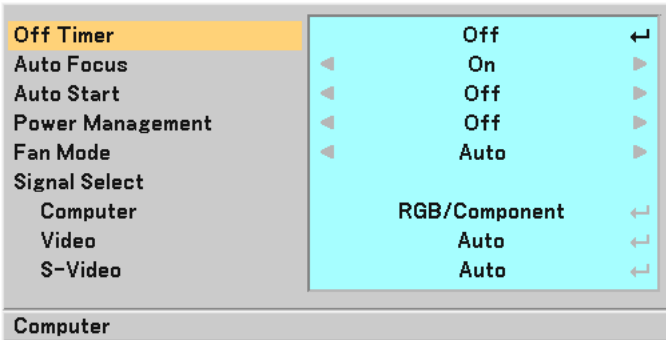 Off Timer Off
Auto Focus On
Auto Start Off
Power Management Off
Fan Mode Auto
Signal Select
Computer RGB/Component
Video Auto
S-Video Auto
Computer